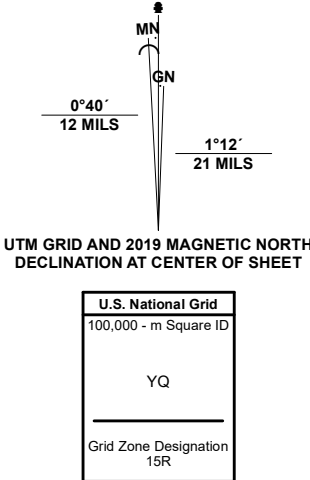 MN
GN
0°40´
12 MILS
1°12´
21 MILS
UTM GRID AND 2019 MAGNETIC NORTH
DECLINATION AT CENTER OF SHEET
U.S. National Grid
100,000 - m Square ID
YQ
Grid Zone Designation
15R